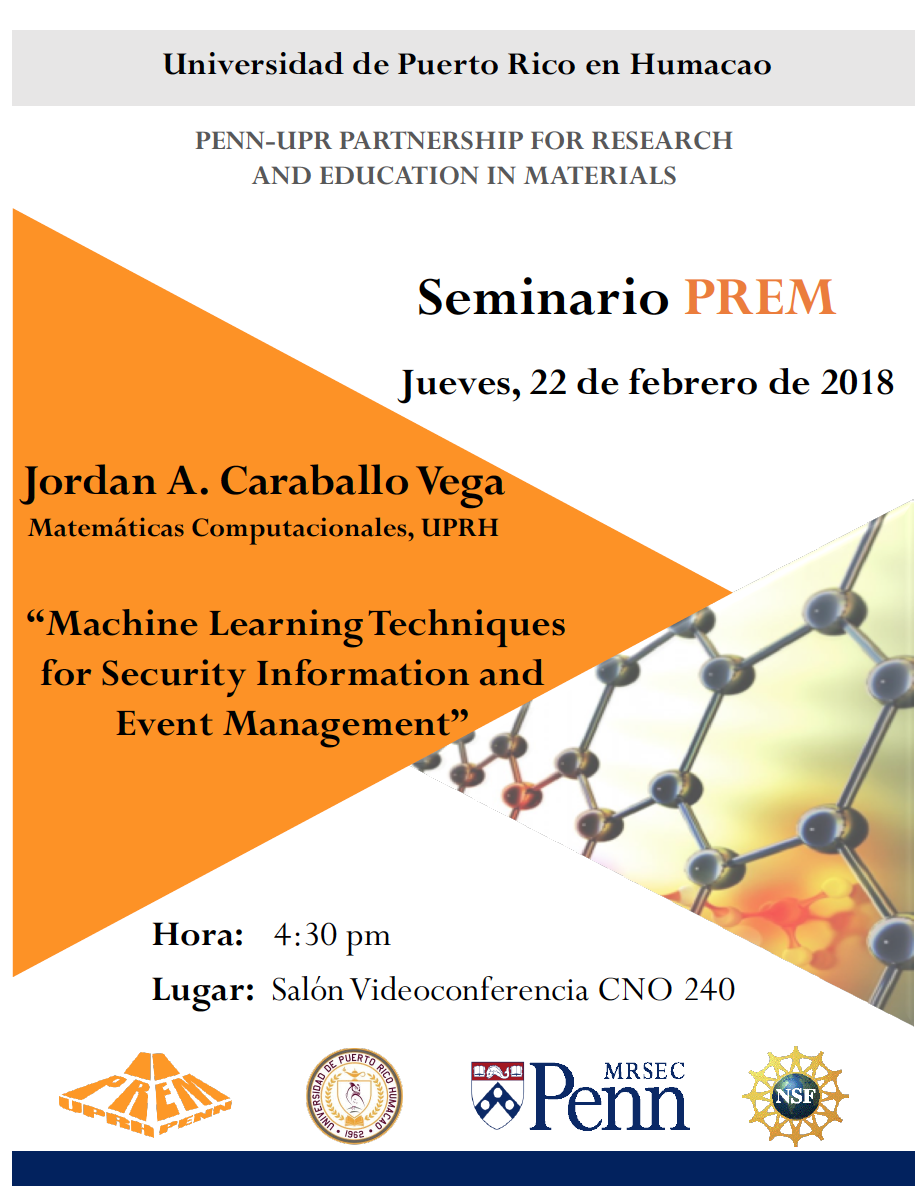 Universidad de Puerto Rico en Humacao
PENN-UPR PARTNERSHIP FOR RESEARCH
AND EDUCATION IN MATERIALS
Seminario PREM
Jueves, 22 de febrero de 2018
Jordan A. Caraballo Vega
Matemáticas Computacionales, UPRH
“Machine Learning Techniques
for Security Information and
Event Management”
Hora: 4:30 pm
Lugar: Salón Videoconferencia CNO 240
PREM
UPRH PENN
UNIVERSIDAD DE PUERTO RICO HUMACAO
• 1962 •
MRSEC
Penn
NSF